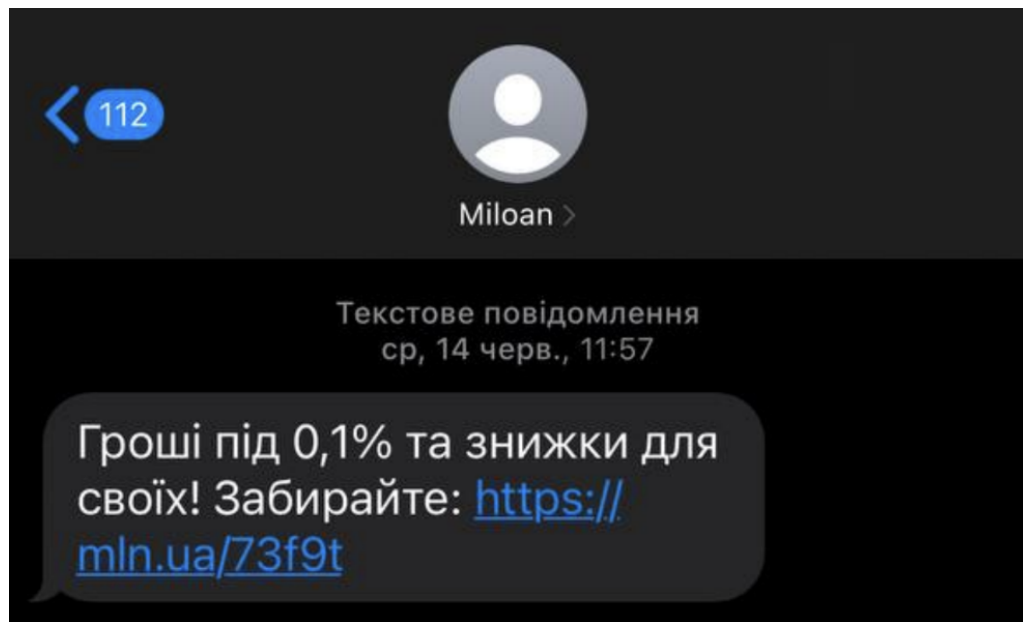 112
Miloan
Текстове повідомлення
ср, 14 черв., 11:57
Гроші під 0,1% та знижки для
своїх! Забирайте: https://
mln.ua/73f9t